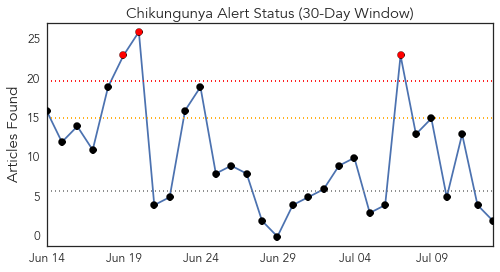 Chikungunya Alert Status (30-Day Window)
Articles Found
25
20
15
10
5
0
Jun 14 Jun 19 Jun 24 Jun 29 Jul 04 Jul 09